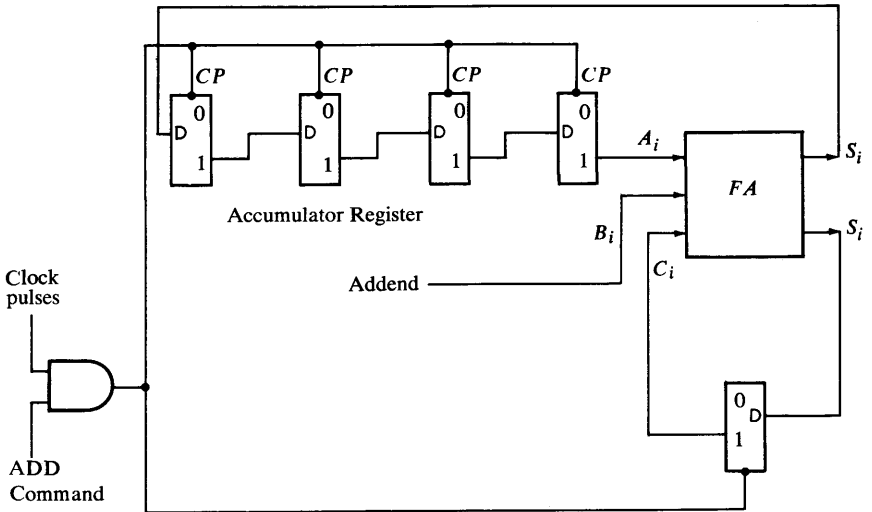 CP CP CP CP
0 0 0 0
D D D D
1 1 1 1
A_i
S_i
FA
Accumulator Register
B_i
S_i
C_i
Addend
Clock
pulses
0
D
1
ADD
Command